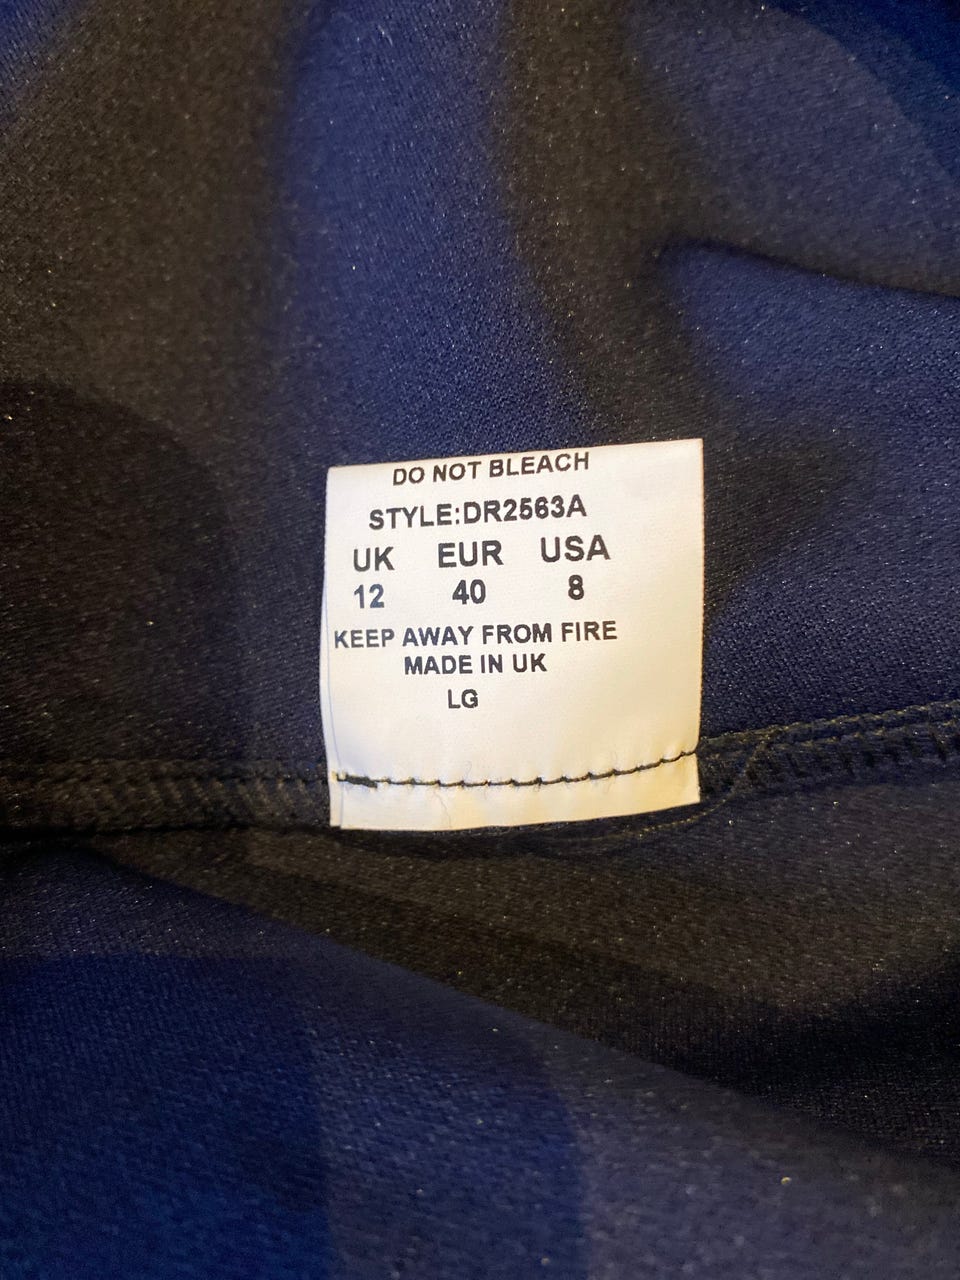 DO NOT BLEACH
STYLE:DR2563A
UK EUR USA
12 40 8
KEEP AWAY FROM FIRE
MADE IN UK
LG